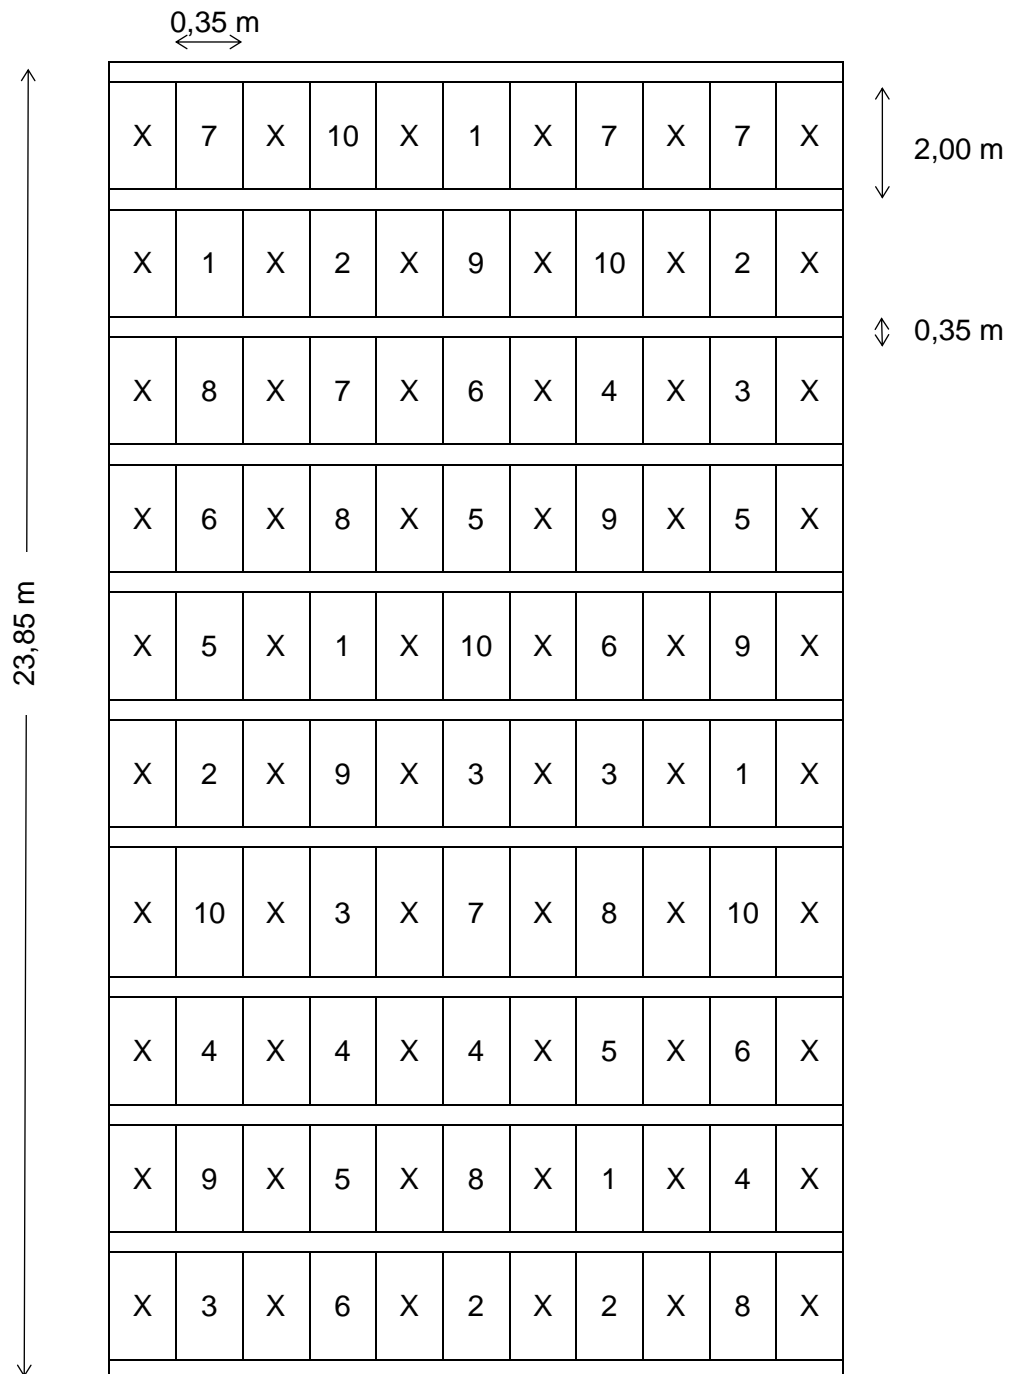 0,35 m
X 7 X 10 X 1 X 7 X 7 X
2,00 m
X 1 X 2 X 9 X 10 X 2 X
0,35 m
X 8 X 7 X 6 X 4 X 3 X
X 6 X 8 X 5 X 9 X 5 X
23,85 m
X 5 X 1 X 10 X 6 X 9 X
X 2 X 9 X 3 X 3 X 1 X
X 10 X 3 X 7 X 8 X 10 X
X 4 X 4 X 4 X 5 X 6 X
X 9 X 5 X 8 X 1 X 4 X
X 3 X 6 X 2 X 2 X 8 X